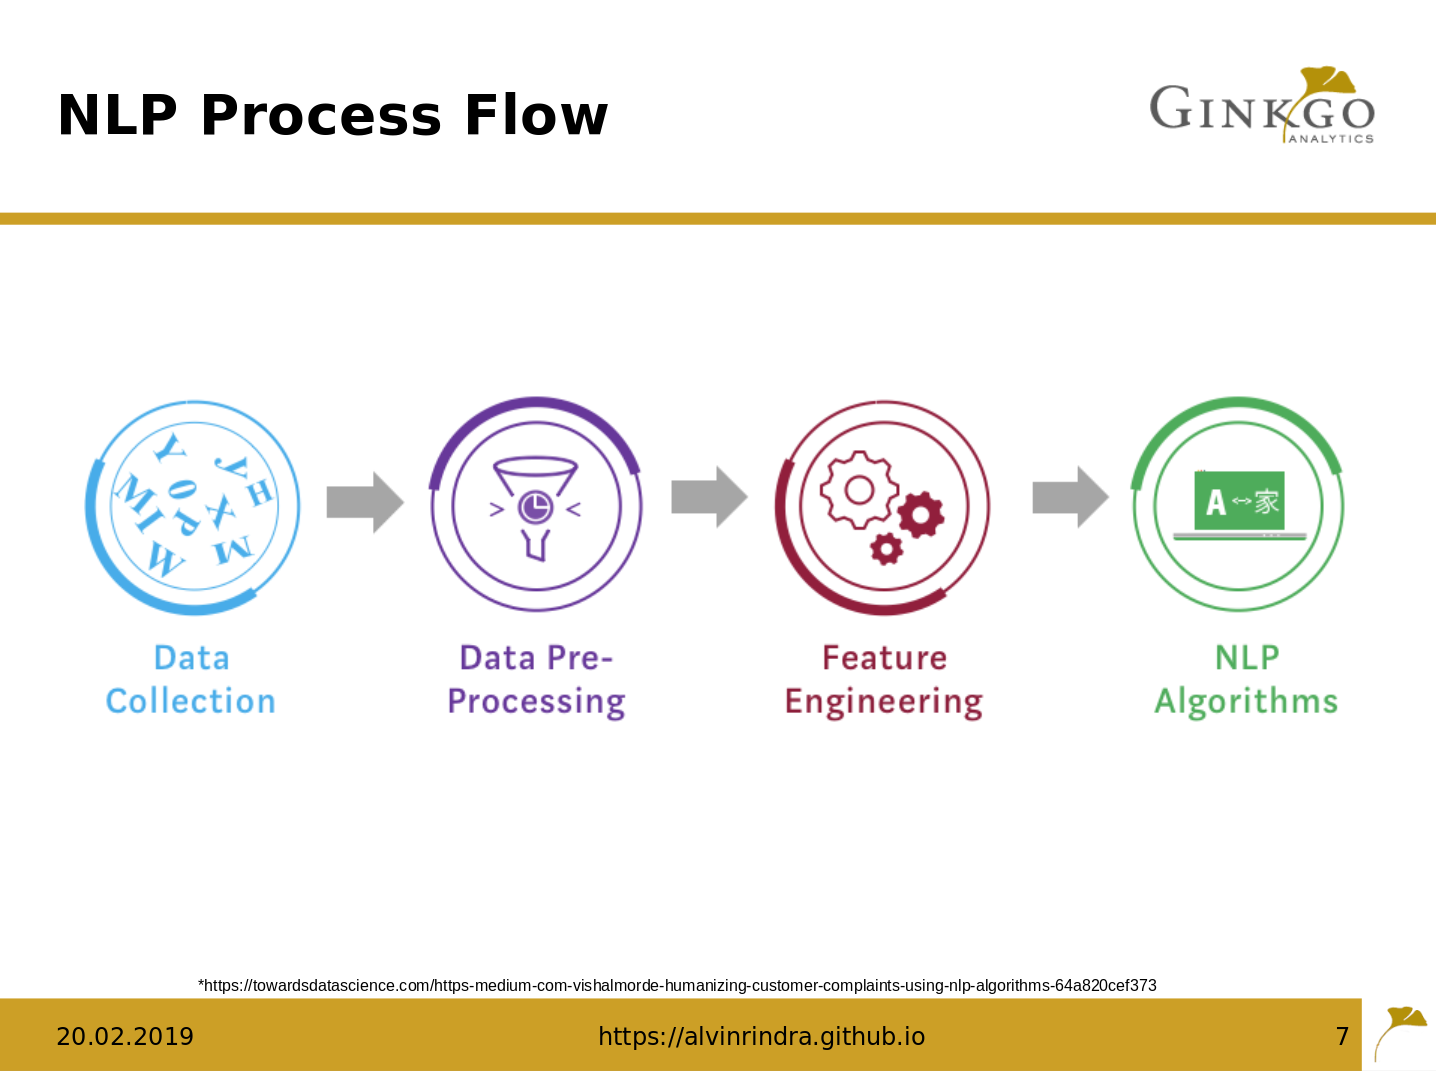 NLP Process Flow
GINKGO
ANALYTICS
Y
y
M
O
X
H
I
P
W
M
> <
A ↔ 家
Data
Collection
Data Pre-
Processing
Feature
Engineering
NLP
Algorithms
*https://towardsdatascience.com/https-medium-com-vishalmorde-humanizing-customer-complaints-using-nlp-algorithms-64a820cef373
20.02.2019
https://alvinrindra.github.io
7